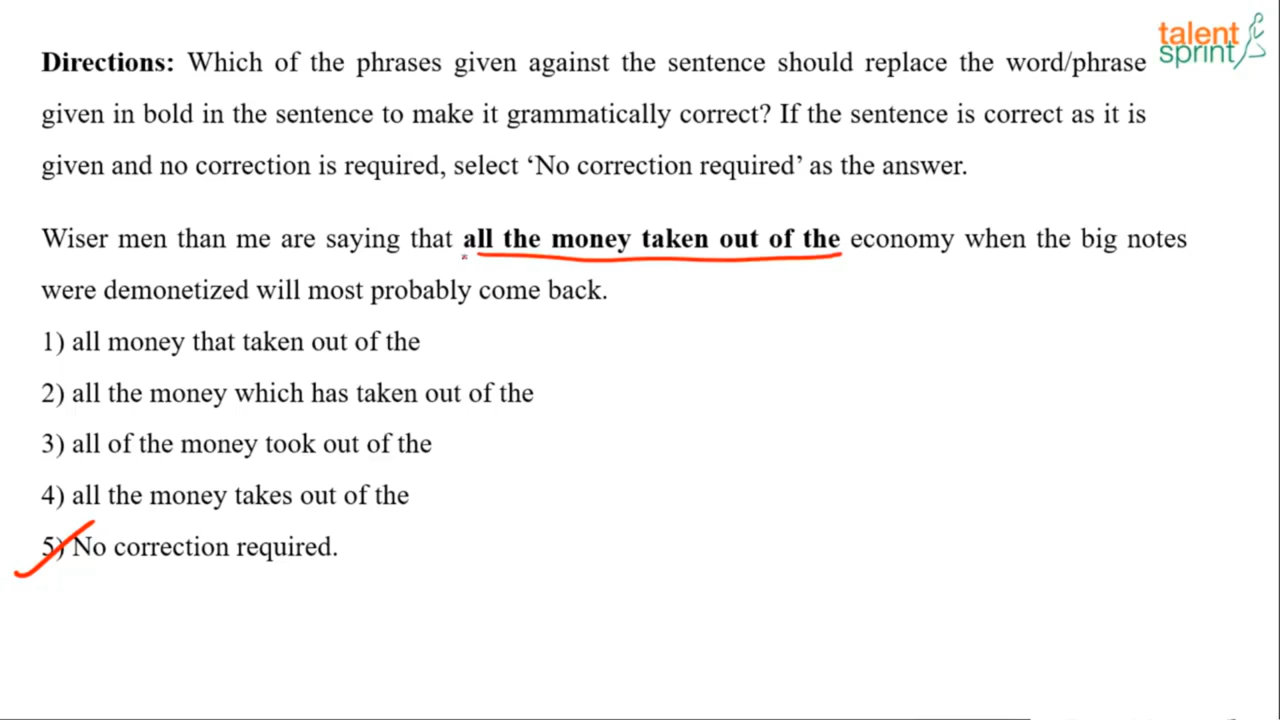 talent
sprint
Directions: Which of the phrases given against the sentence should replace the word/phrase
given in bold in the sentence to make it grammatically correct? If the sentence is correct as it is
given and no correction is required, select ‘No correction required’ as the answer.
Wiser men than me are saying that all the money taken out of the economy when the big notes
were demonetized will most probably come back.
1) all money that taken out of the
2) all the money which has taken out of the
3) all of the money took out of the
4) all the money takes out of the
5) No correction required.